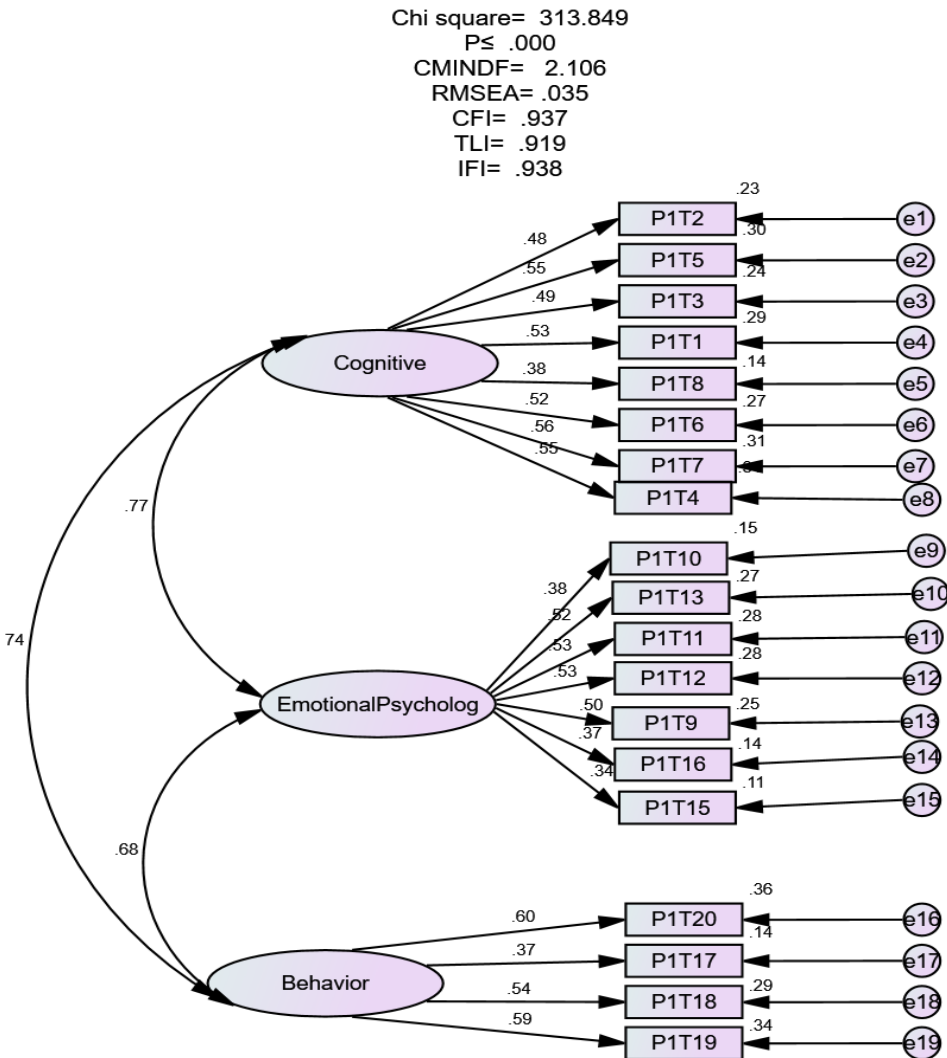 Chi square= 313.849
P≤ .000
CMINDF= 2.106
RMSEA= .035
CFI= .937
TLI= .919
IFI= .938
.23
P1T2
e1
.48
.30
P1T5
e2
.55
.24
P1T3
e3
.49
.29
P1T1
e4
.53
Cognitive
.14
P1T8
e5
.38
.27
P1T6
e6
.52
.31
P1T7
e7
.56
P1T4
e8
.55
.77
.15
P1T10
e9
.38
.27
P1T13
e10
.52
.28
P1T11
e11
.53
.28
P1T12
e12
.53
74
EmotionalPsycholog
.25
P1T9
e13
.50
.14
P1T16
e14
.37
.11
P1T15
e15
.34
.68
.36
P1T20
e16
.60
.14
P1T17
e17
.37
Behavior
.29
P1T18
e18
.54
.34
P1T19
e19
.59